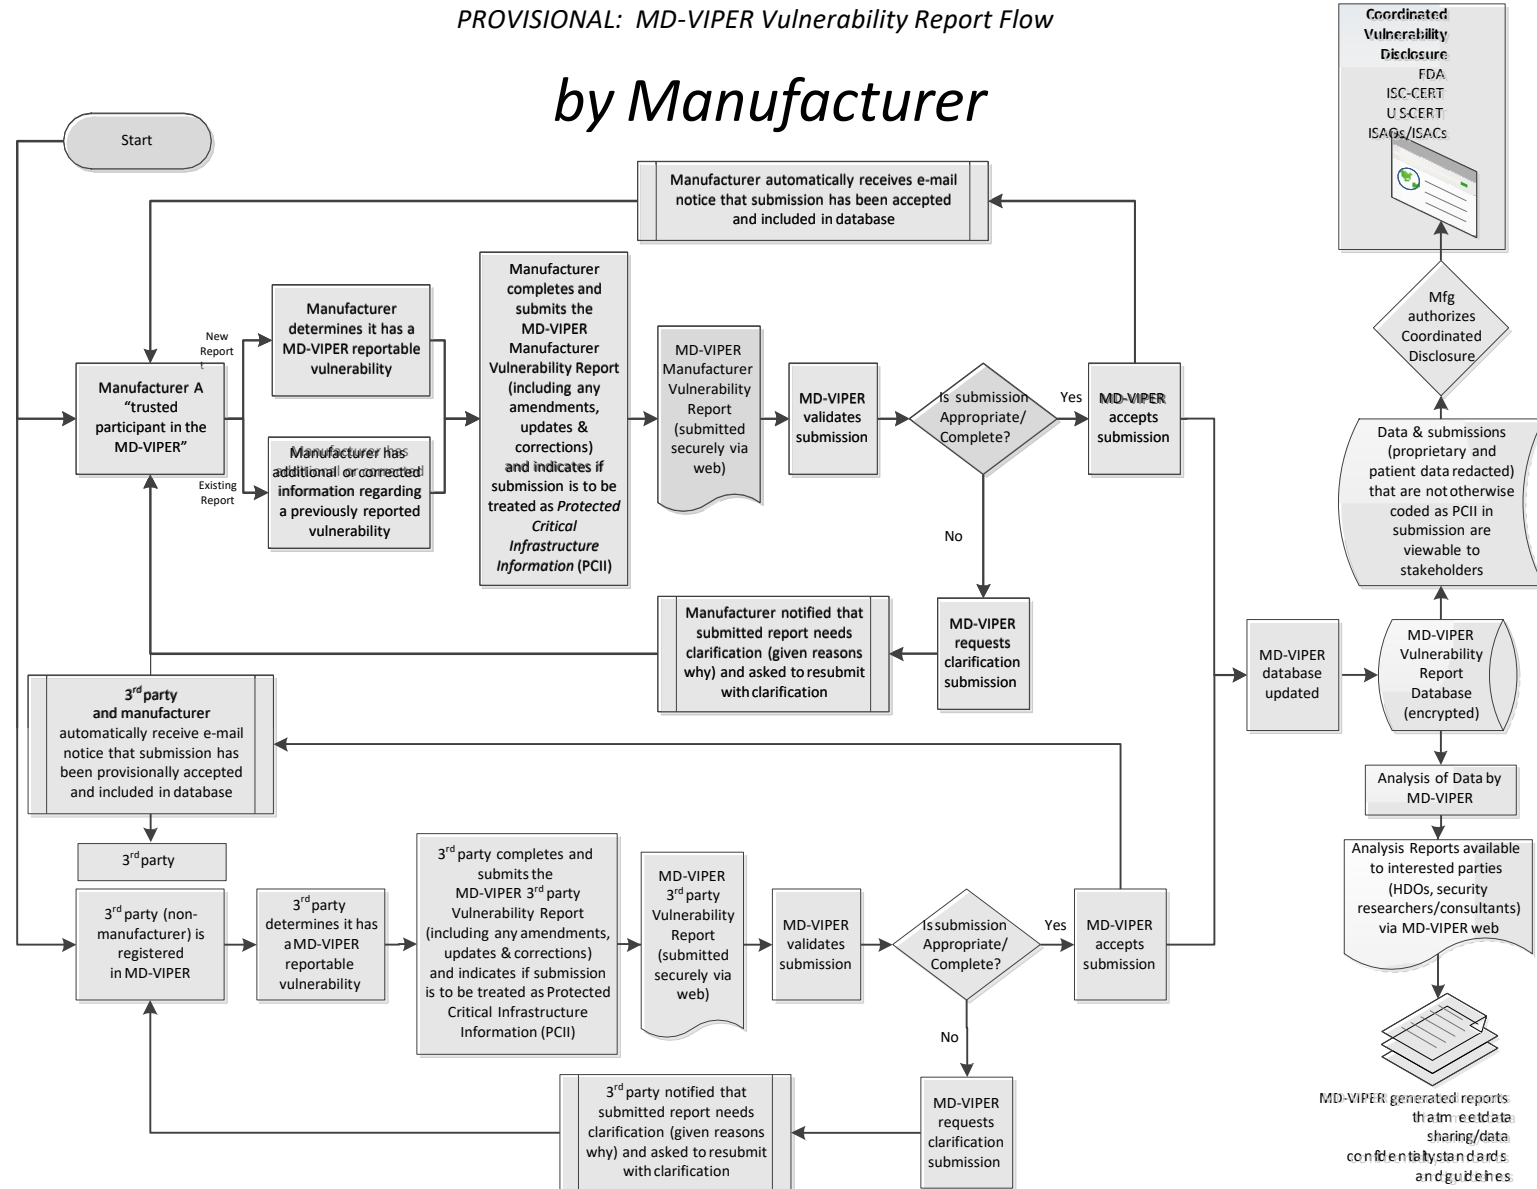 PROVISIONAL: MD-VIPER Vulnerability Report Flow
by Manufacturer
Start
Manufacturer automatically receives e-mail
notice that submission has been accepted
and included in database
Manufacturer A
“trusted
participant in the
MD-VIPER”
New
Report
t
Existing
Report
Manufacturer
determines it has a
MD-VIPER reportable
vulnerability
Manufacturer has
additional or corrected
information regarding
a previously reported
vulnerability
Manufacturer
completes and
submits the
MD-VIPER
Manufacturer
Vulnerability Report
(including any
amendments,
updates &
corrections)
and indicates if
submission is to be
treated as Protected
Critical
Infrastructure
Information (PCII)
MD-VIPER
Manufacturer
Vulnerability
Report
(submitted
securely via
web)
MD-VIPER
validates
submission
Is submission
Appropriate/
Complete?
Yes
No
MD-VIPER
accepts
submission
MD-VIPER
requests
clarification
submission
Manufacturer notified that
submitted report needs
clarification (given reasons
why) and asked to resubmit
with clarification
3rd party
and manufacturer
automatically receive e-mail
notice that submission has
been provisionally accepted
and included in database
3rd party
3rd party (non-
manufacturer) is
registered
in MD-VIPER
3rd party
determines it has
a MD-VIPER
reportable
vulnerability
3rd party completes and
submits the
MD-VIPER 3rd party
Vulnerability Report
(including any amendments,
updates & corrections)
and indicates if submission
is to be treated as Protected
Critical Infrastructure
Information (PCII)
MD-VIPER
3rd party
Vulnerability
Report
(submitted
securely via
web)
MD-VIPER
validates
submission
Is submission
Appropriate/
Complete?
Yes
No
MD-VIPER
accepts
submission
MD-VIPER
requests
clarification
submission
3rd party notified that
submitted report needs
clarification (given reasons
why) and asked to resubmit
with clarification
MD-VIPER
database
updated
Coordinated
Vulnerability
Disclosure
FDA
ISC-CERT
US-CERT
ISAOs/ISACs
Mfg
authorizes
Coordinated
Disclosure
Data & submissions
(proprietary and
patient data redacted)
that are not otherwise
coded as PCII in
submission are
viewable to
stakeholders
MD-VIPER
Vulnerability
Report
Database
(encrypted)
Analysis of Data by
MD-VIPER
Analysis Reports available
to interested parties
(HDOs, security
researchers/consultants)
via MD-VIPER web
MD-VIPER generated reports
that meet data
sharing/data
confidentialty standards
and guidelines